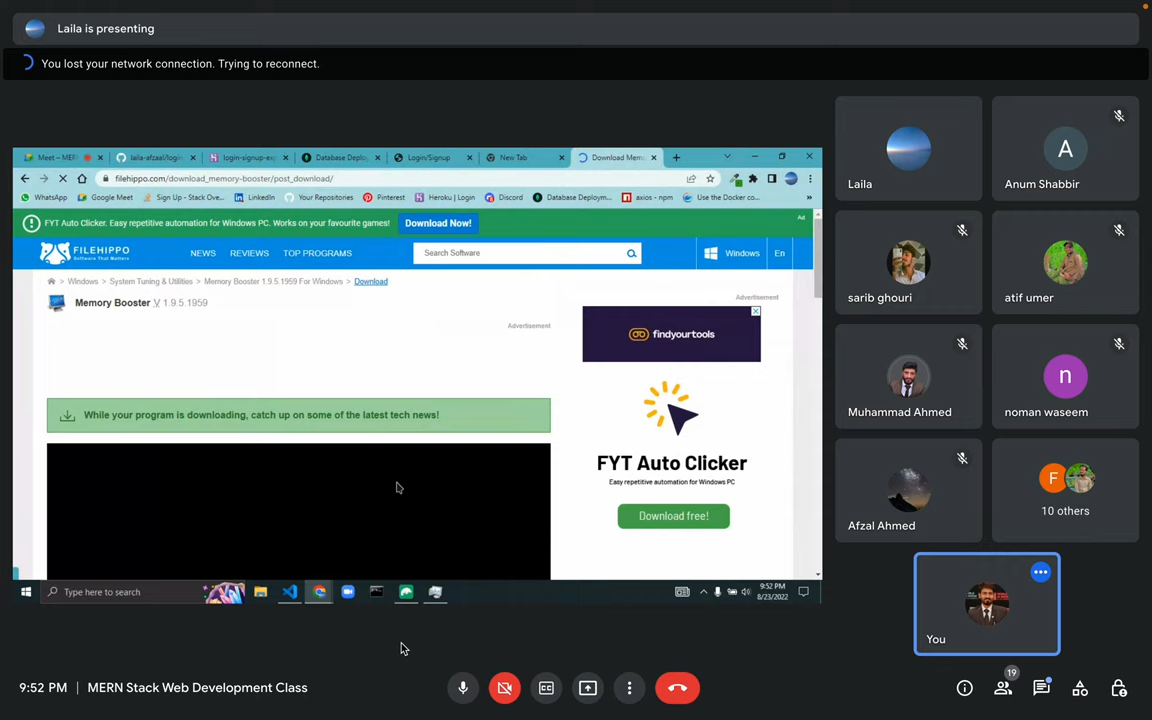 Laila is presenting
You lost your network connection. Trying to reconnect.
Meet – MER
laila-afzaal/login
login-signup-ex
Database Deplo
Login/Signup
New Tab
Download Mem
filehippo.com/download_memory-booster/post_download/
WhatsApp
Google Meet
Sign Up - Stack Ove...
LinkedIn
Your Repositories
Pinterest
Heroku | Login
Discord
Database Deploym...
axios - npm
Use the Docker co...
FYT Auto Clicker. Easy repetitive automation for Windows PC. Works on your favourite games!
Download Now!
Ad
FILEHIPPO
Software That Matters
NEWS
REVIEWS
TOP PROGRAMS
Search Software
Windows
En
> Windows > System Tuning & Utilities > Memory Booster 1.9.5.1959 For Windows > Download
Memory Booster V 1.9.5.1959
Advertisement
Advertisement
findyourtools
While your program is downloading, catch up on some of the latest tech news!
FYT Auto Clicker
Easy repetitive automation for Windows PC
Download free!
Type here to search
9:52 PM
8/23/2022
Laila
A
Anum Shabbir
sarib ghouri
atif umer
Muhammad Ahmed
n
noman waseem
Afzal Ahmed
F
10 others
You
9:52 PM
MERN Stack Web Development Class
CC
19